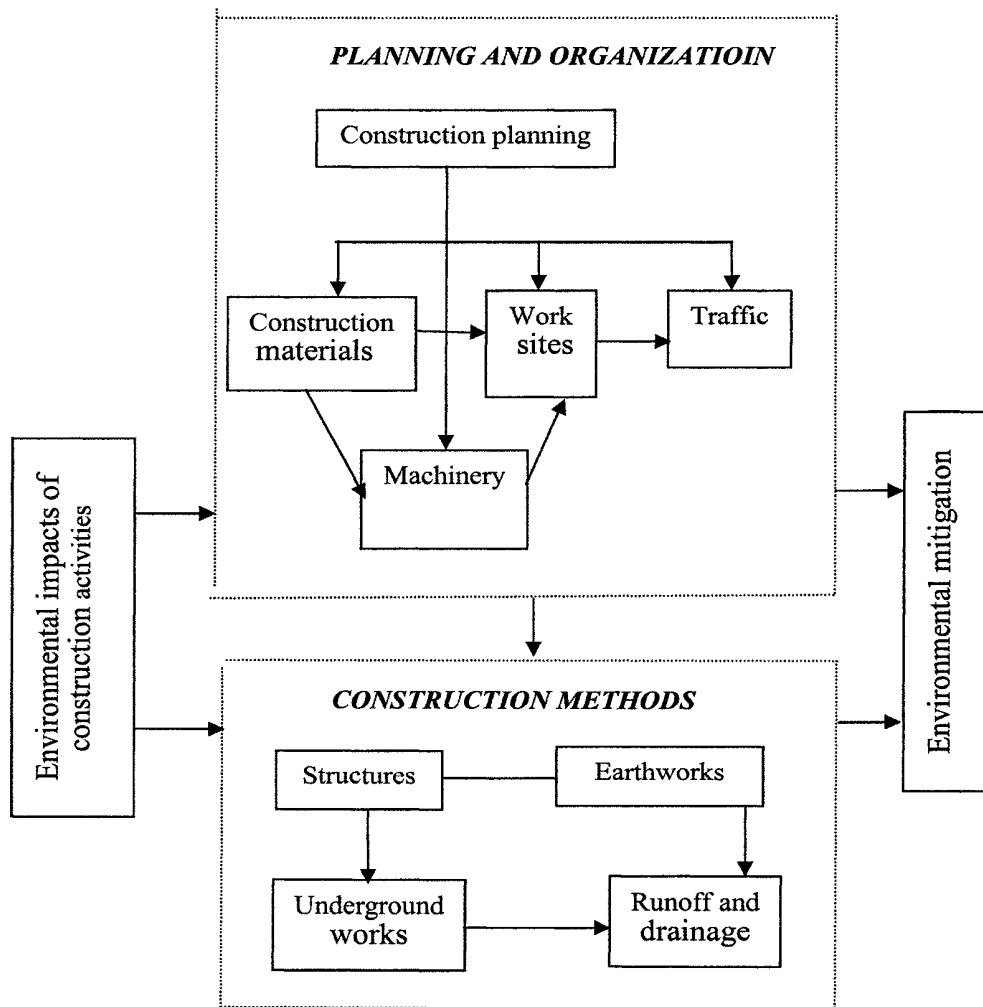 PLANNING AND ORGANIZATIOIN
Construction planning
Construction
materials
Work
sites
Traffic
Machinery
Environmental impacts of
construction activities
Environmental mitigation
CONSTRUCTION METHODS
Structures
Earthworks
Underground
works
Runoff and
drainage